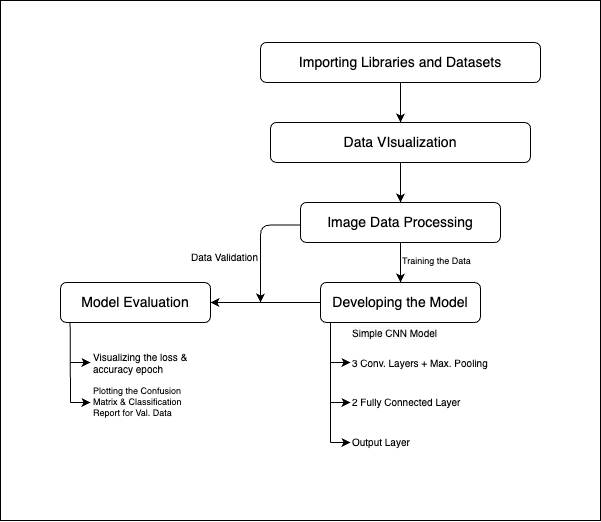 Importing Libraries and Datasets
Data VIsualization
Image Data Processing
Data Validation
Training the Data
Model Evaluation
Developing the Model
Simple CNN Model
Visualizing the loss &
accuracy epoch
3 Conv. Layers + Max. Pooling
Plotting the Confusion
Matrix & Classification
Report for Val. Data
2 Fully Connected Layer
Output Layer